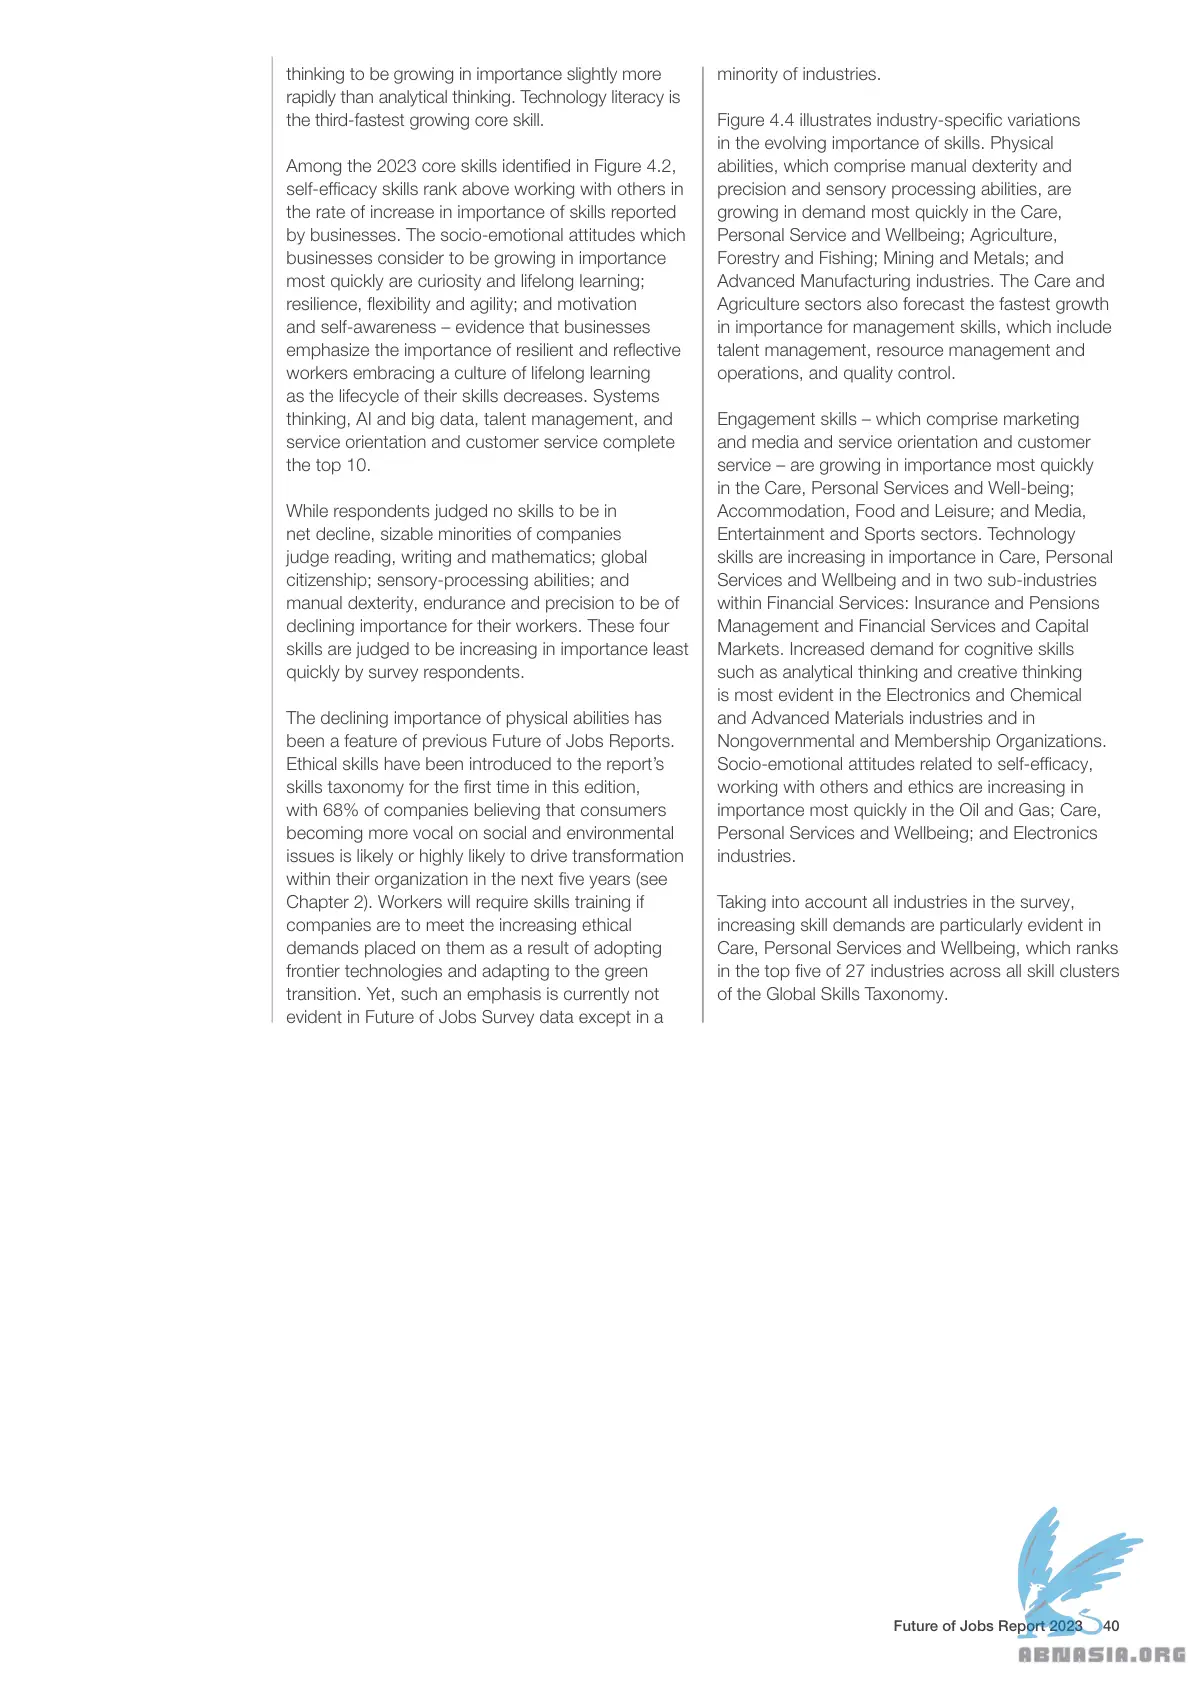 thinking to be growing in importance slightly more
rapidly than analytical thinking. Technology literacy is
the third-fastest growing core skill.
Among the 2023 core skills identified in Figure 4.2,
self-efficacy skills rank above working with others in
the rate of increase in importance of skills reported
by businesses. The socio-emotional attitudes which
businesses consider to be growing in importance
most quickly are curiosity and lifelong learning;
resilience, flexibility and agility; and motivation
and self-awareness – evidence that businesses
emphasize the importance of resilient and reflective
workers embracing a culture of lifelong learning
as the lifecycle of their skills decreases. Systems
thinking, AI and big data, talent management, and
service orientation and customer service complete
the top 10.
While respondents judged no skills to be in
net decline, sizable minorities of companies
judge reading, writing and mathematics; global
citizenship; sensory-processing abilities; and
manual dexterity, endurance and precision to be of
declining importance for their workers. These four
skills are judged to be increasing in importance least
quickly by survey respondents.
The declining importance of physical abilities has
been a feature of previous Future of Jobs Reports.
Ethical skills have been introduced to the report’s
skills taxonomy for the first time in this edition,
with 68% of companies believing that consumers
becoming more vocal on social and environmental
issues is likely or highly likely to drive transformation
within their organization in the next five years (see
Chapter 2). Workers will require skills training if
companies are to meet the increasing ethical
demands placed on them as a result of adopting
frontier technologies and adapting to the green
transition. Yet, such an emphasis is currently not
evident in Future of Jobs Survey data except in a
minority of industries.
Figure 4.4 illustrates industry-specific variations
in the evolving importance of skills. Physical
abilities, which comprise manual dexterity and
precision and sensory processing abilities, are
growing in demand most quickly in the Care,
Personal Service and Wellbeing; Agriculture,
Forestry and Fishing; Mining and Metals; and
Advanced Manufacturing industries. The Care and
Agriculture sectors also forecast the fastest growth
in importance for management skills, which include
talent management, resource management and
operations, and quality control.
Engagement skills – which comprise marketing
and media and service orientation and customer
service – are growing in importance most quickly
in the Care, Personal Services and Well-being;
Accommodation, Food and Leisure; and Media,
Entertainment and Sports sectors. Technology
skills are increasing in importance in Care, Personal
Services and Wellbeing and in two sub-industries
within Financial Services: Insurance and Pensions
Management and Financial Services and Capital
Markets. Increased demand for cognitive skills
such as analytical thinking and creative thinking
is most evident in the Electronics and Chemical
and Advanced Materials industries and in
Nongovernmental and Membership Organizations.
Socio-emotional attitudes related to self-efficacy,
working with others and ethics are increasing in
importance most quickly in the Oil and Gas; Care,
Personal Services and Wellbeing; and Electronics
industries.
Taking into account all industries in the survey,
increasing skill demands are particularly evident in
Care, Personal Services and Wellbeing, which ranks
in the top five of 27 industries across all skill clusters
of the Global Skills Taxonomy.
Future of Jobs Report 2023 40
ABNASIA.ORG